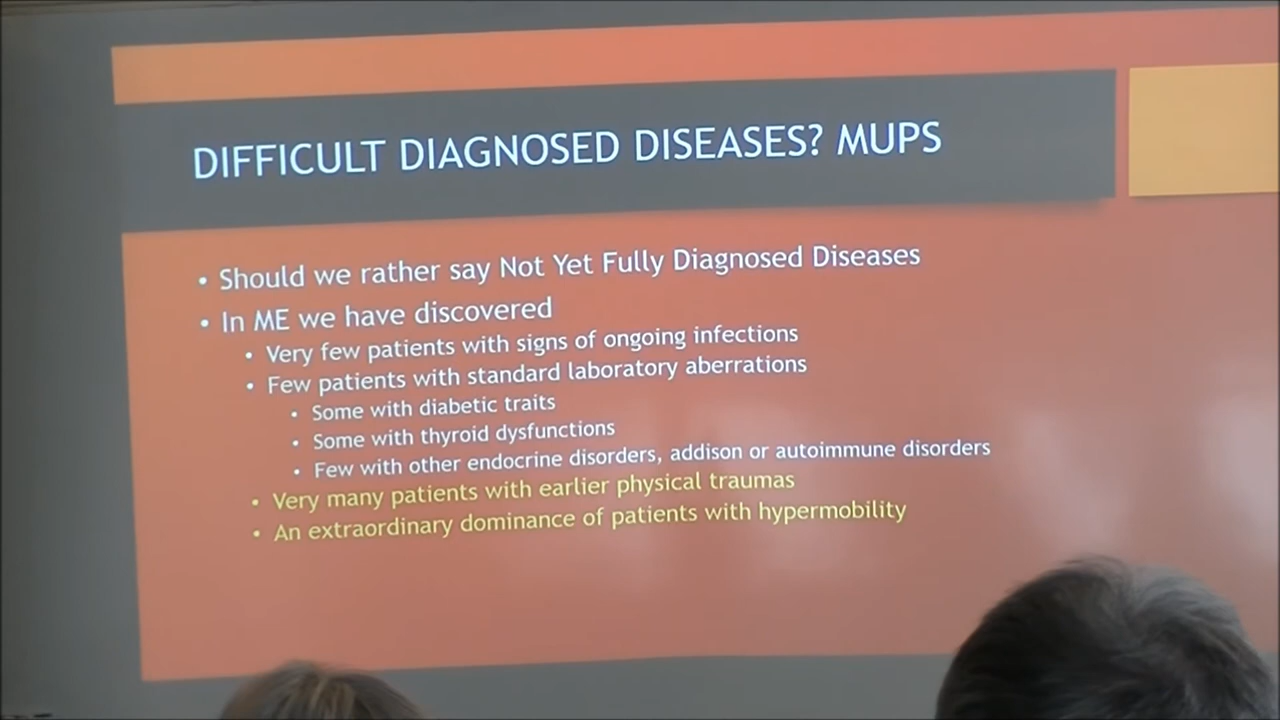 DIFFICULT DIAGNOSED DISEASES? MUPS
• Should we rather say Not Yet Fully Diagnosed Diseases
• In ME we have discovered
• Very few patients with signs of ongoing infections
• Few patients with standard laboratory aberrations
• Some with diabetic traits
• Some with thyroid dysfunctions
• Few with other endocrine disorders, addison or autoimmune disorders
• Very many patients with earlier physical traumas
• An extraordinary dominance of patients with hypermobility